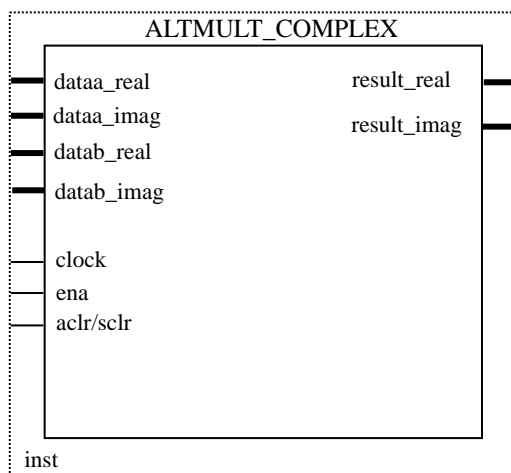 ALTMULT_COMPLEX
dataa_real
result_real
dataa_imag
result_imag
datab_real
datab_imag
clock
ena
aclr/sclr
inst